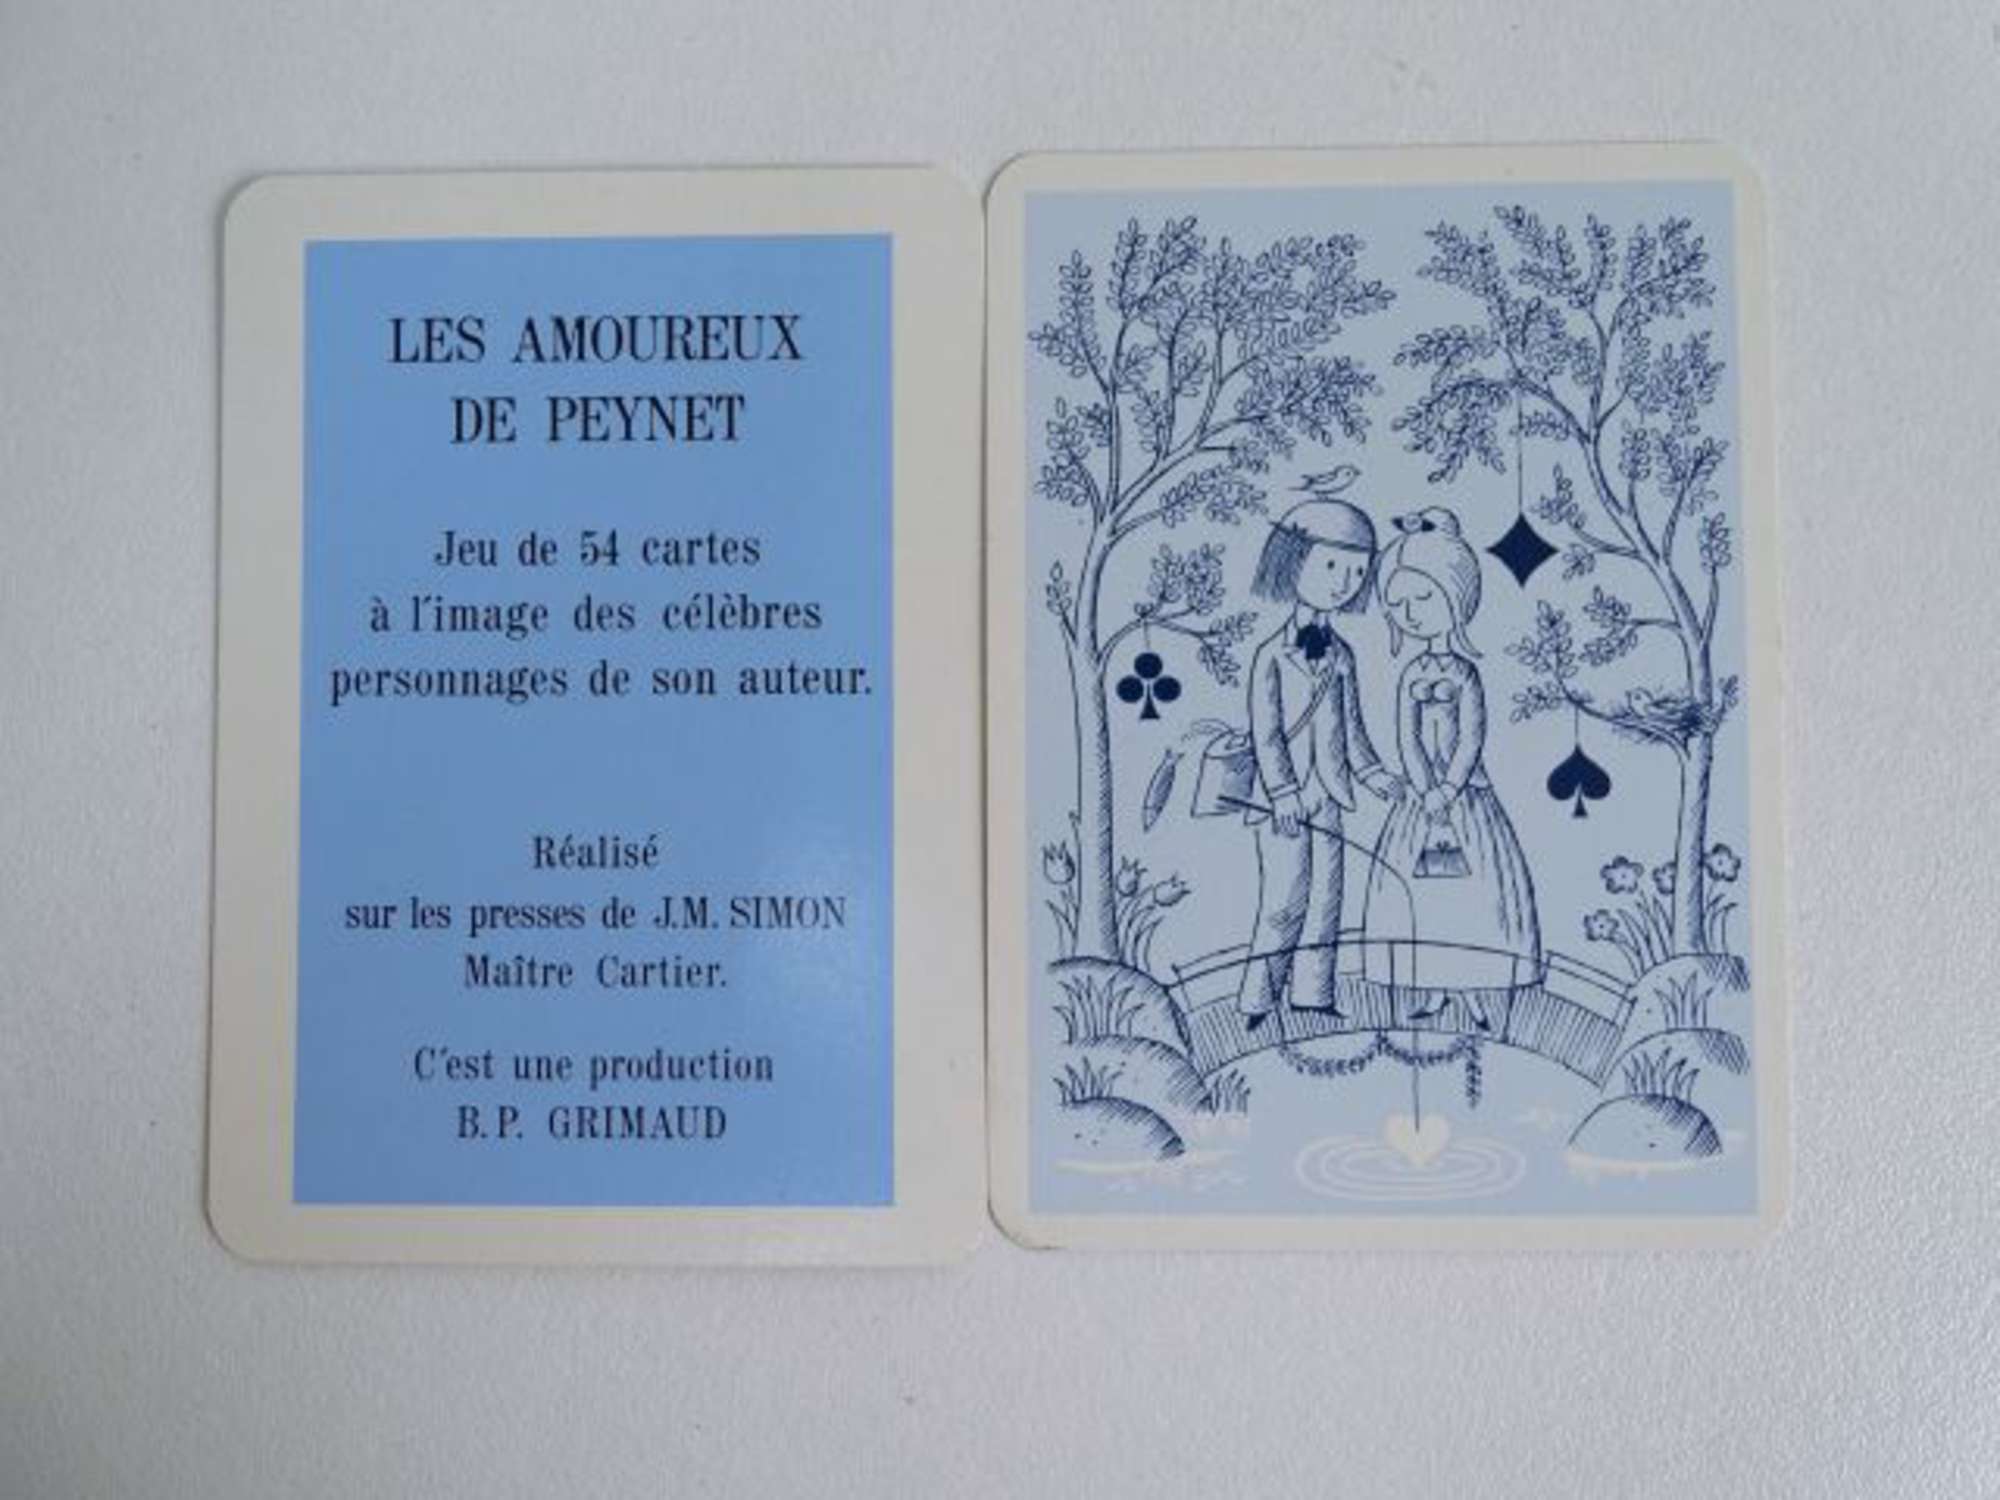 LES AMOUREUX
DE PEYNET
Jeu de 54 cartes
à l'image des célèbres
personnages de son auteur.
Réalisé
sur les presses de J.M. SIMON
Maître Cartier.
C'est une production
B.P. GRIMAUD